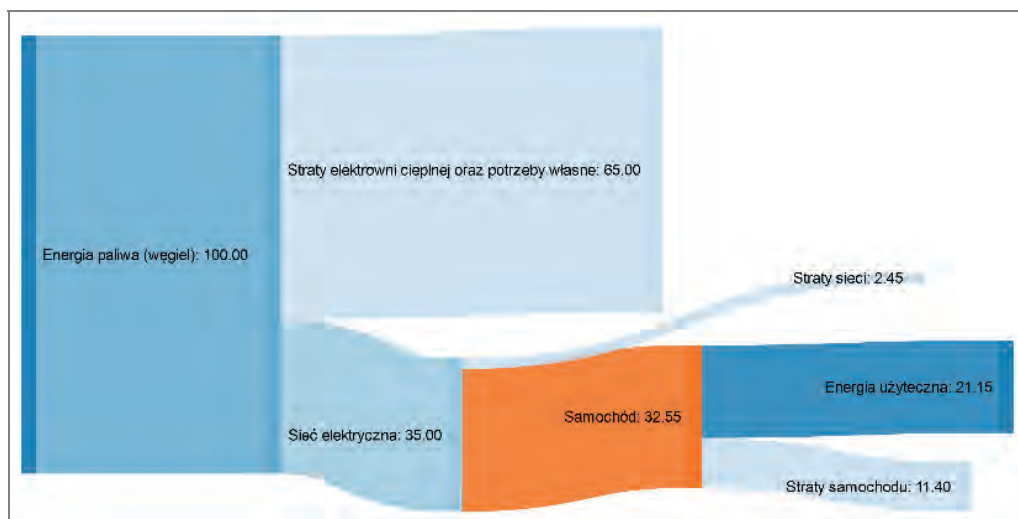 Straty elektrowni cieplnej oraz potrzeby własne: 65.00
Energia paliwa (węgiel): 100.00
Straty sieci: 2.45
Energia użyteczna: 21.15
Samochód: 32.55
Sieć elektryczna: 35.00
Straty samochodu: 11.40